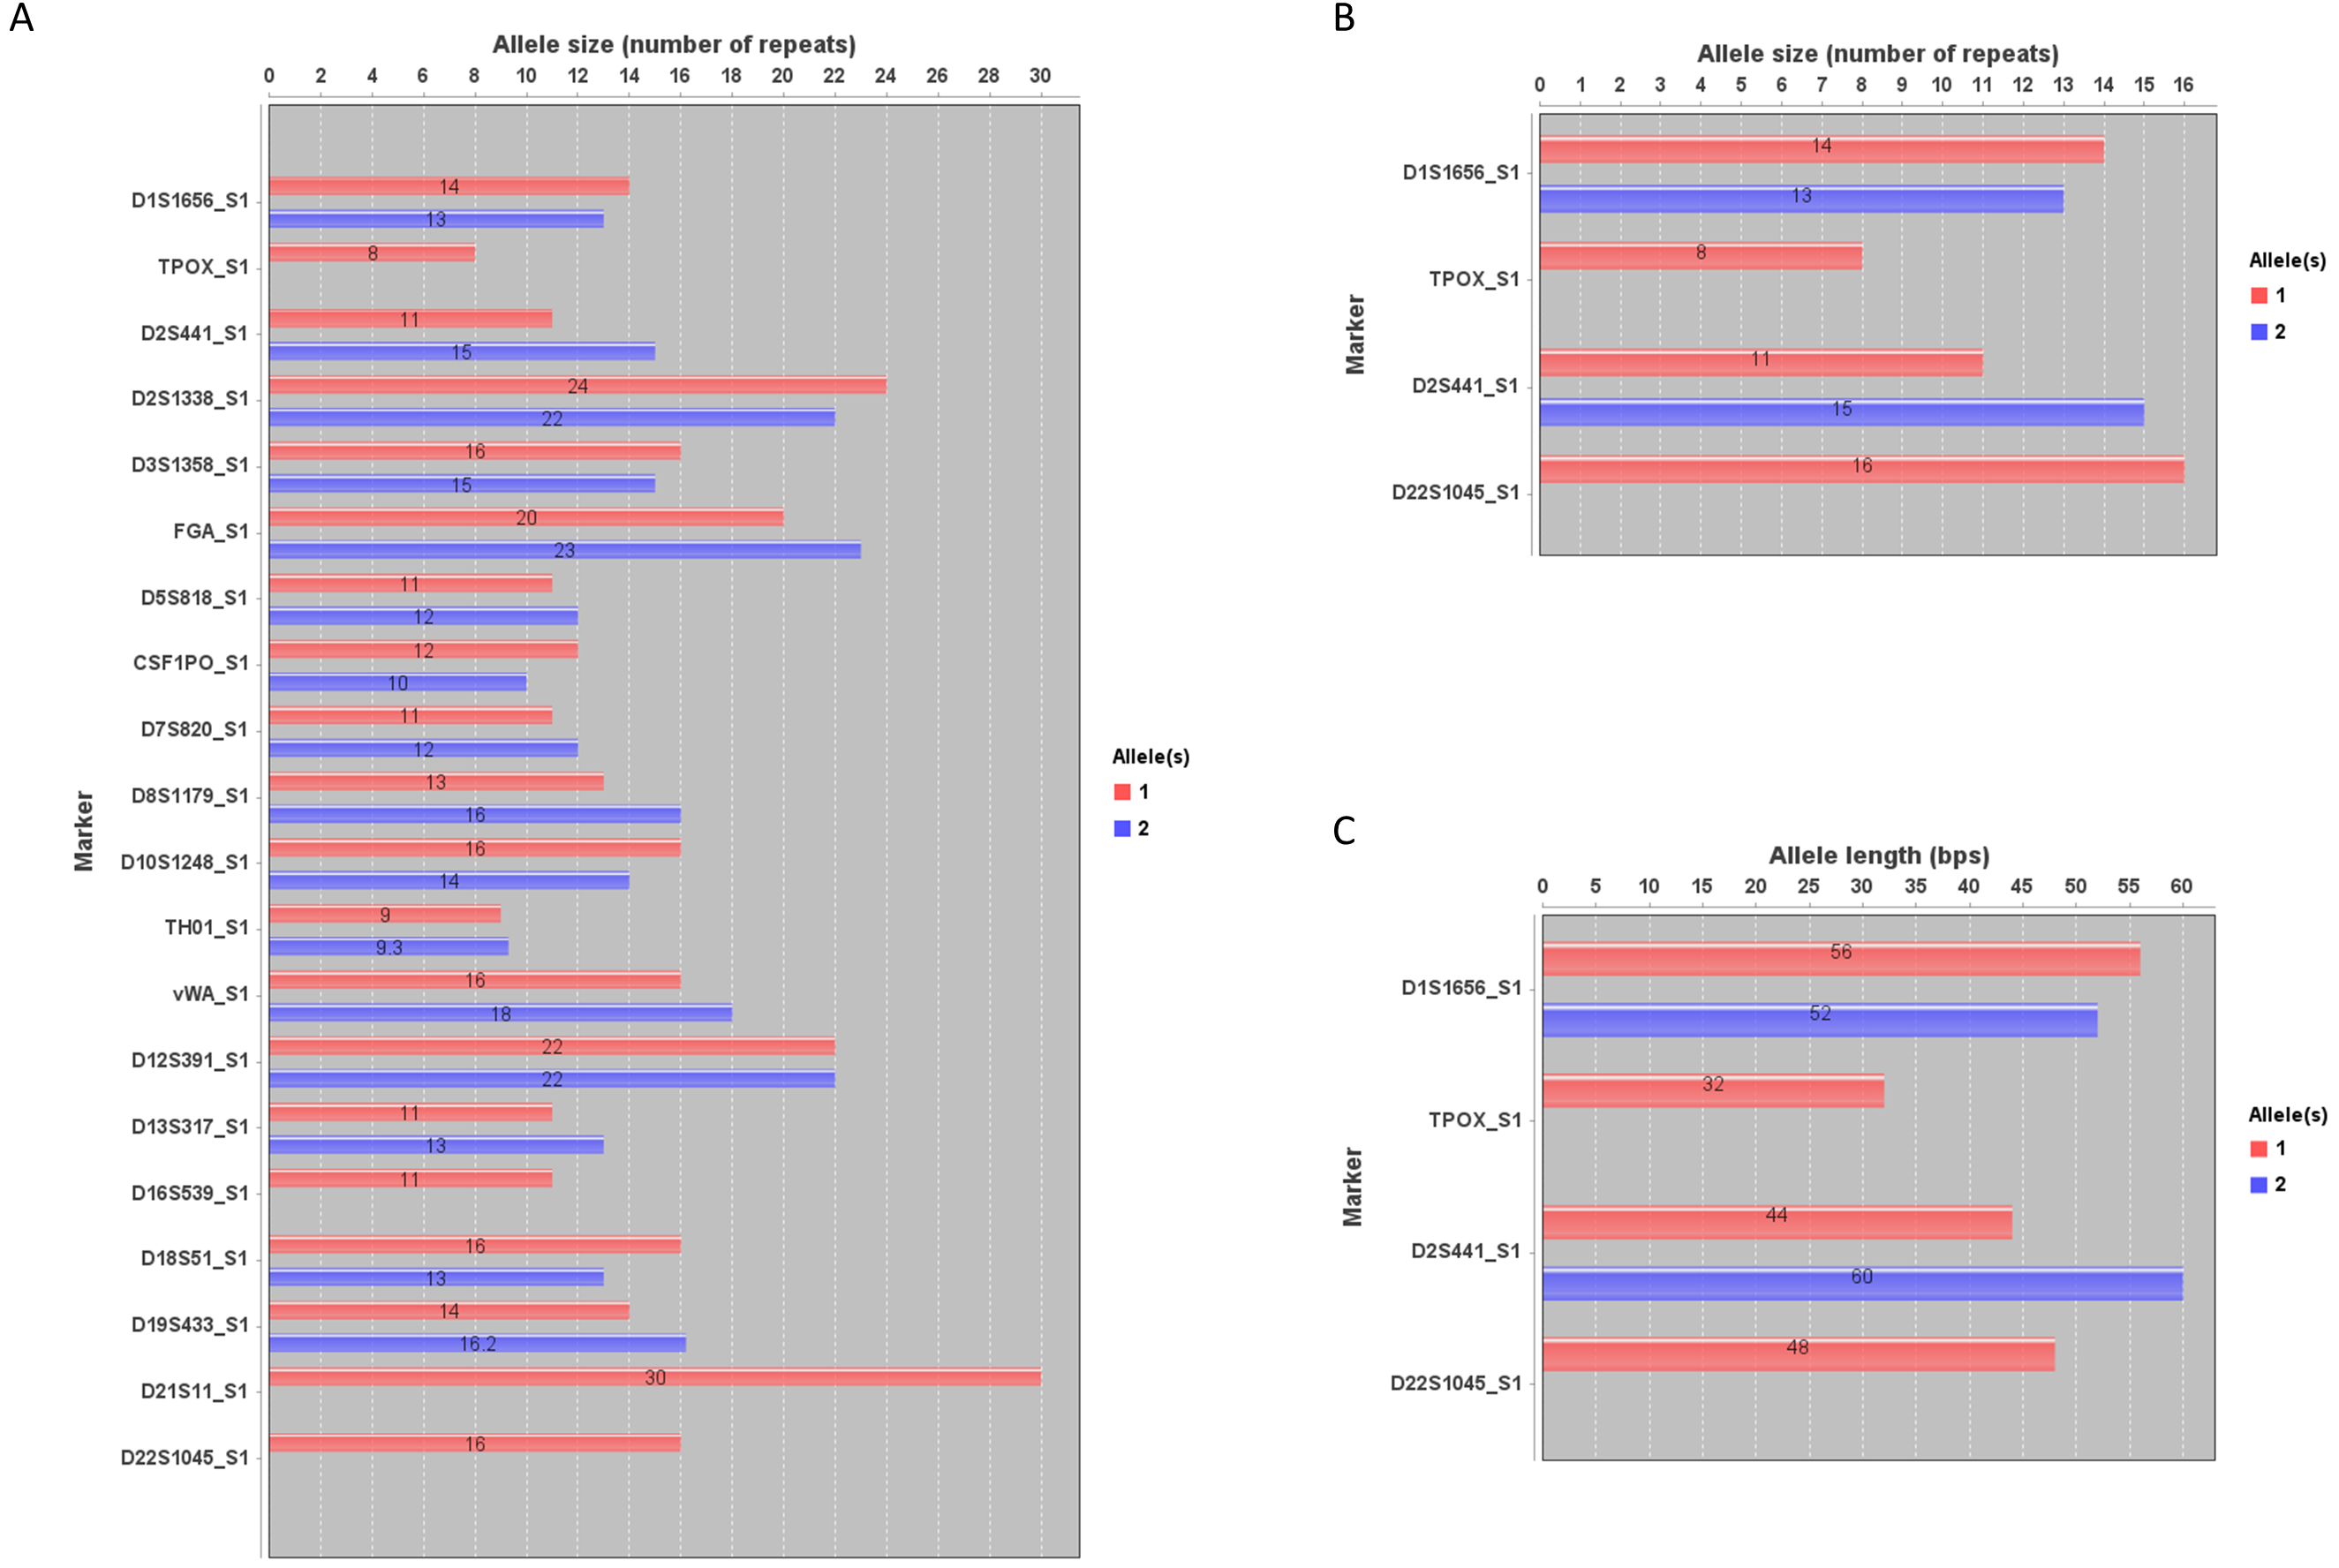 A
Allele size (number of repeats)
0 2 4 6 8 10 12 14 16 18 20 22 24 26 28 30
Marker
D1S1656_S1
14
13
TPOX_S1
8
D2S441_S1
11
15
D2S1338_S1
24
22
D3S1358_S1
16
15
FGA_S1
20
23
D5S818_S1
11
12
CSF1PO_S1
12
10
D7S820_S1
11
12
D8S1179_S1
13
16
D10S1248_S1
16
14
TH01_S1
9
9.3
vWA_S1
16
18
D12S391_S1
22
22
D13S317_S1
11
13
D16S539_S1
11
D18S51_S1
16
13
D19S433_S1
14
16.2
D21S11_S1
30
D22S1045_S1
16
Allele(s)
1
2
B
Allele size (number of repeats)
0 1 2 3 4 5 6 7 8 9 10 11 12 13 14 15 16
Marker
D1S1656_S1
14
13
TPOX_S1
8
D2S441_S1
11
15
D22S1045_S1
16
Allele(s)
1
2
C
Allele length (bps)
0 5 10 15 20 25 30 35 40 45 50 55 60
Marker
D1S1656_S1
56
52
TPOX_S1
32
D2S441_S1
44
60
D22S1045_S1
48
Allele(s)
1
2